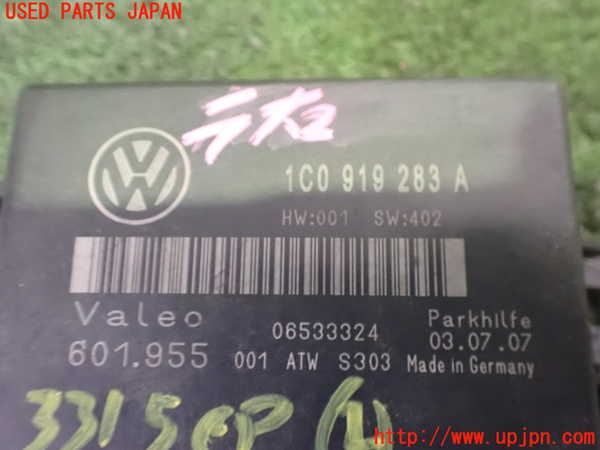 USED PARTS JAPAN
1C0 919 283 A
HW:001 SW:402
Valeo 06533324 Parkhilfe
03.07.07
601.955 001 ATW S303 Made in Germany
http://www.upjpn.com